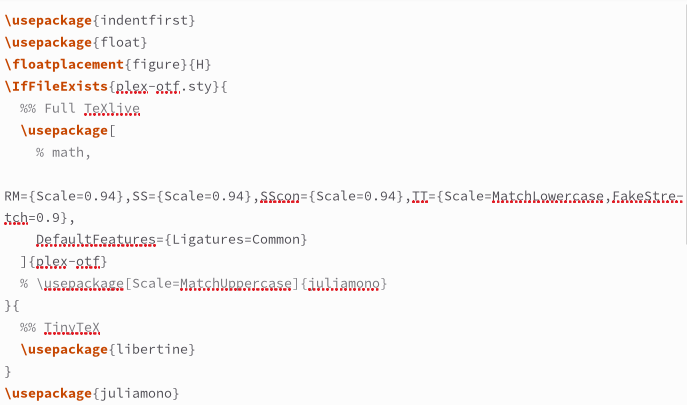 \usepackage{indentfirst}
\usepackage{float}
\floatplacement{figure}{H}
\IfFileExists{plex-otf.sty}{
  %% Full TeXlive
  \usepackage[
    % math,

RM={Scale=0.94},SS={Scale=0.94},SScon={Scale=0.94},TT={Scale=MatchLowercase,FakeStre-
tch=0.9},
    DefaultFeatures={Ligatures=Common}
  ]{plex-otf}
  % \usepackage[Scale=MatchUppercase]{juliamono}
}{
  %% TinyTeX
  \usepackage{libertine}
}
\usepackage{juliamono}